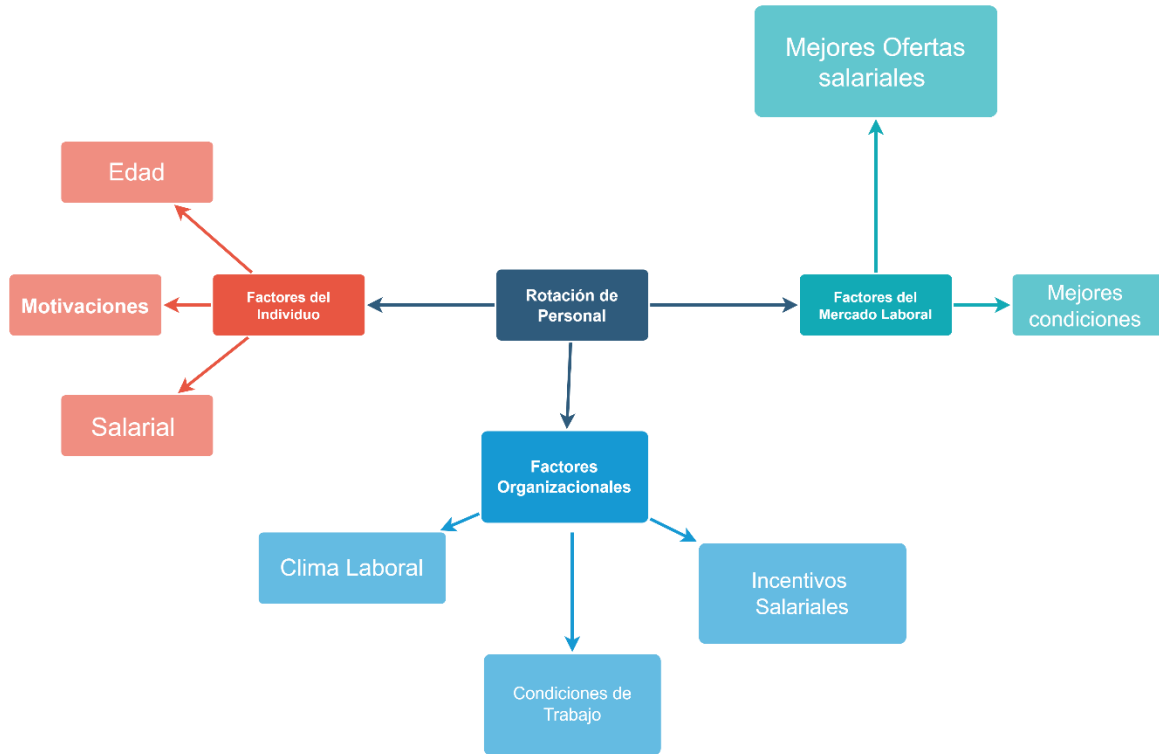 Mejores Ofertas
salariales
Edad
Motivaciones
Factores del
Individuo
Rotación de
Personal
Factores del
Mercado Laboral
Mejores
condiciones
Salarial
Factores
Organizacionales
Clima Laboral
Incentivos
Salariales
Condiciones de
Trabajo